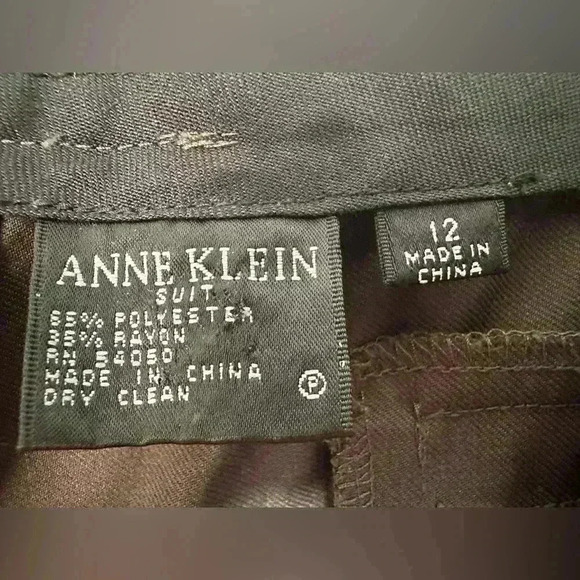 ANNE KLEIN
SUIT
65% POLYESTER
35% RAYON
RN 54050
MADE IN CHINA
DRY CLEAN
P
12
MADE IN
CHINA